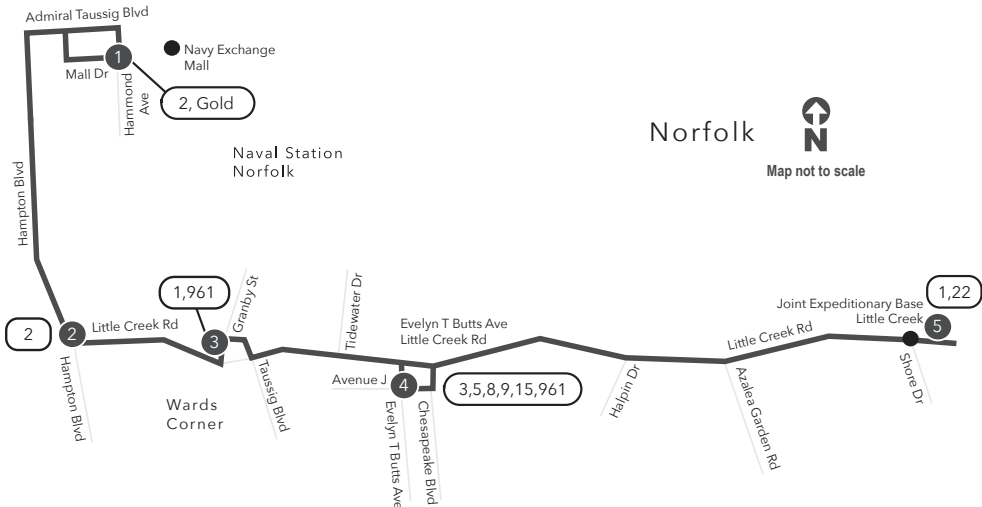 Admiral Taussig Blvd
1
Navy Exchange
Mall
Mall Dr
Hammond
Ave
2, Gold
Norfolk
N
Map not to scale
Naval Station
Norfolk
Hampton Blvd
1,961
Granby St
Tidewater Dr
Joint Expeditionary Base
Little Creek
1,22
5
2
2
Little Creek Rd
3
Evelyn T Butts Ave
Little Creek Rd
Little Creek Rd
Hampton Blvd
Wards
Corner
Taussig Blvd
Avenue J
4
3,5,8,9,15,961
Evelyn T Butts Ave
Chesapeake Blvd
Halpin Dr
Azalea Garden Rd
Shore Dr